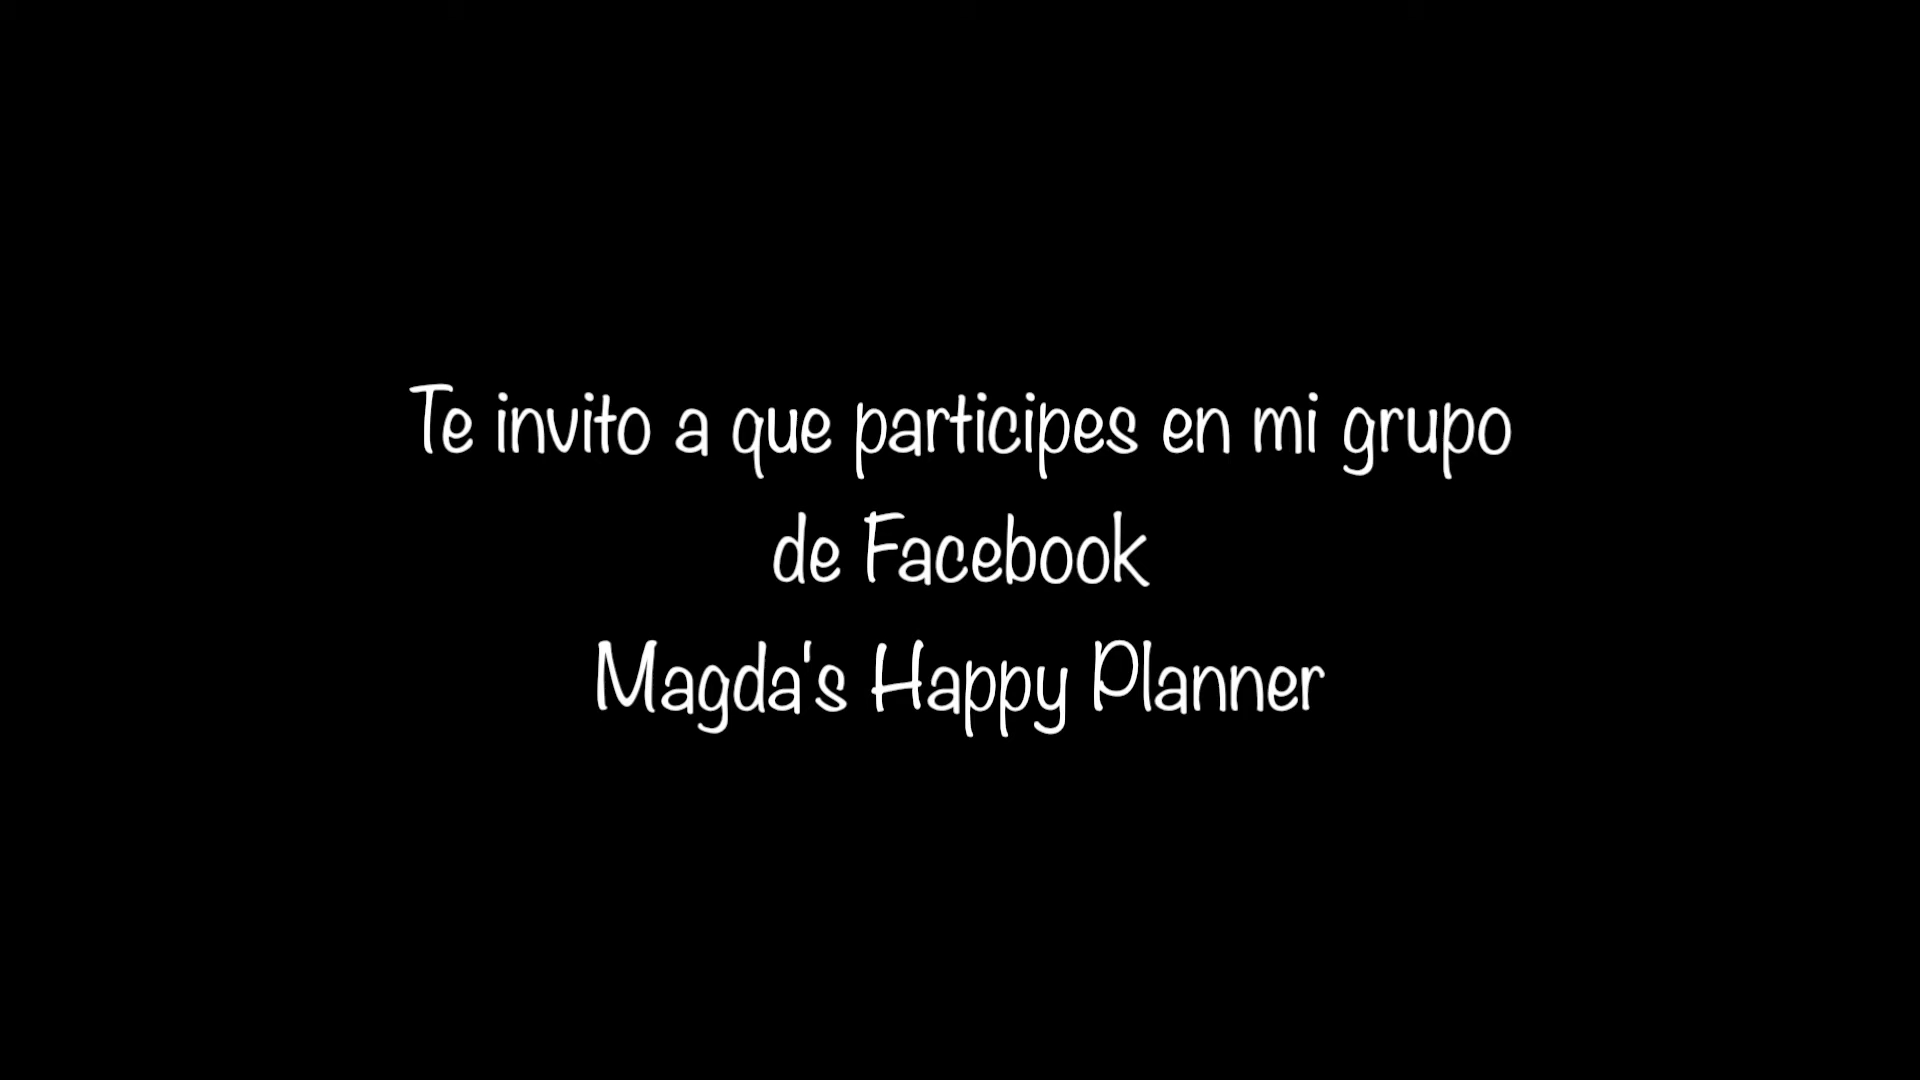 Te invito a que participes en mi grupo
de Facebook
Magda's Happy Planner